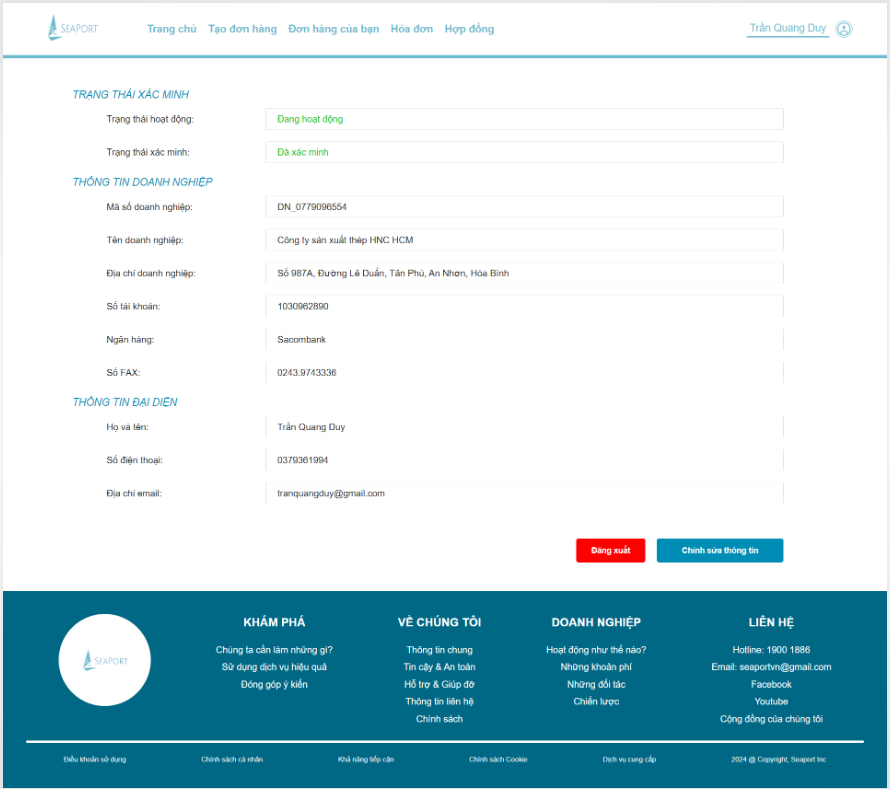 SEAPORT
Trang chủ Tạo đơn hàng Đơn hàng của bạn Hóa đơn Hợp đồng
Trần Quang Duy
TRẠNG THÁI XÁC MINH
Trạng thái hoạt động: Đang hoạt động
Trạng thái xác minh: Đã xác minh
THÔNG TIN DOANH NGHIỆP
Mã số doanh nghiệp: DN_0779096554
Tên doanh nghiệp: Công ty sản xuất thép HNC HCM
Địa chỉ doanh nghiệp: Số 987A, Đường Lê Duẩn, Tân Phú, An Nhơn, Hòa Bình
Số tài khoản: 1030962890
Ngân hàng: Sacombank
Số FAX: 0243.9743336
THÔNG TIN ĐẠI DIỆN
Họ và tên: Trần Quang Duy
Số điện thoại: 0379361994
Địa chỉ email: tranquangduy@gmail.com
Đăng xuất Chỉnh sửa thông tin
SEAPORT
KHÁM PHÁ
Chúng ta cần làm những gì?
Sử dụng dịch vụ hiệu quả
Đóng góp ý kiến
VỀ CHÚNG TÔI
Thông tin chung
Tin cậy & An toàn
Hỗ trợ & Giúp đỡ
Thông tin liên hệ
Chính sách
DOANH NGHIỆP
Hoạt động như thế nào?
Những khoản phí
Những đối tác
Chiến lược
LIÊN HỆ
Hotline: 1900 1886
Email: seaportvn@gmail.com
Facebook
Youtube
Cộng đồng của chúng tôi
Điều khoản sử dụng Chính sách cá nhân Khả năng tiếp cận Chính sách Cookie Dịch vụ cung cấp 2024 @ Copyright, Seaport Inc